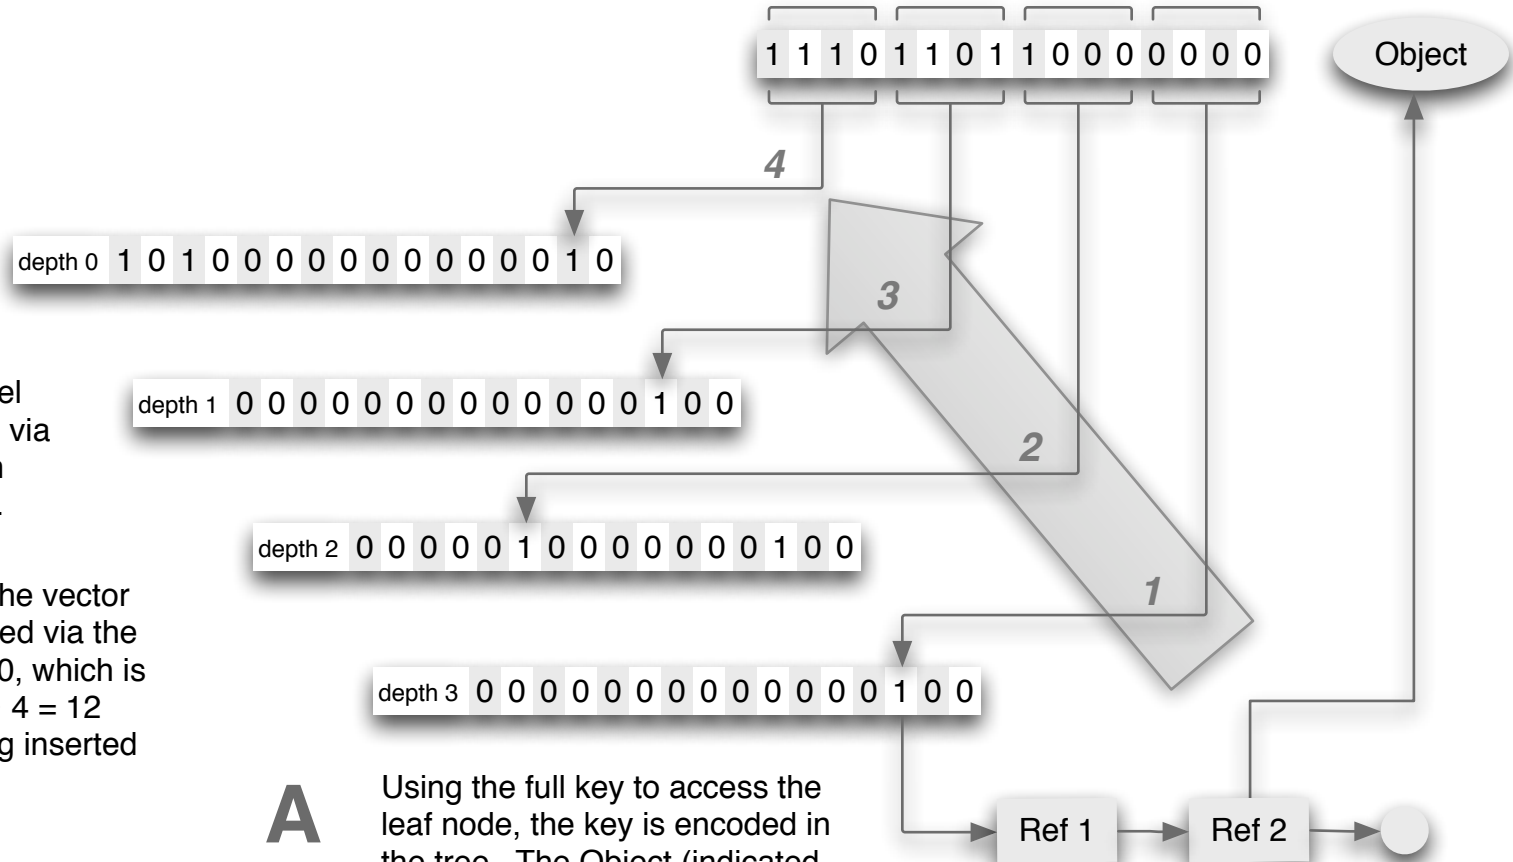 1 1 1 0 1 1 0 1 1 0 0 0 0 0 0 0
Object
4
depth 0 1 0 1 0 0 0 0 0 0 0 0 0 0 0 1 0
3
depth 1 0 0 0 0 0 0 0 0 0 0 0 0 0 1 0 0
el
via
2
depth 2 0 0 0 0 0 1 0 0 0 0 0 0 0 1 0 0
he vector
ed via the
0, which is
4 = 12
g inserted
1
depth 3 0 0 0 0 0 0 0 0 0 0 0 0 0 1 0 0
A
Using the full key to access the
leaf node, the key is encoded in
the tree. The Object (indicated
Ref 1
Ref 2